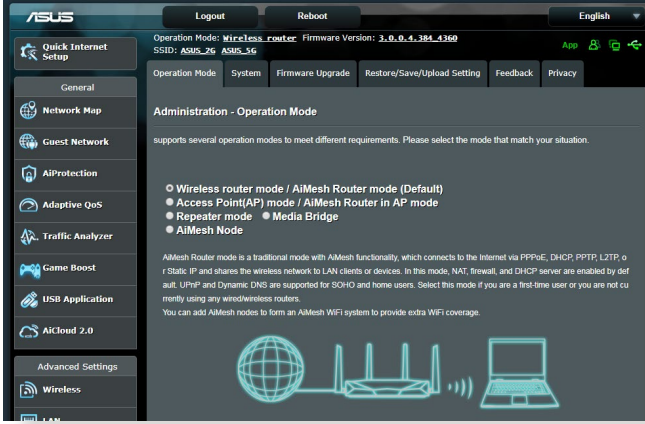 ASUS
Logout
Reboot
English
Operation Mode: Wireless router Firmware Version: 3.0.0.4.384_4360
SSID: ASUS_2G ASUS_5G
App
Quick Internet
Setup
General
Network Map
Guest Network
AiProtection
Adaptive QoS
Traffic Analyzer
Game Boost
USB Application
AiCloud 2.0
Advanced Settings
Wireless
LAN
Operation Mode
System
Firmware Upgrade
Restore/Save/Upload Setting
Feedback
Privacy
Administration - Operation Mode
supports several operation modes to meet different requirements. Please select the mode that match your situation.
Wireless router mode / AiMesh Router mode (Default)
Access Point(AP) mode / AiMesh Router in AP mode
Repeater mode Media Bridge
AiMesh Node
AiMesh Router mode is a traditional mode with AiMesh functionality, which connects to the Internet via PPPoE, DHCP, PPTP, L2TP, o
r Static IP and shares the wireless network to LAN clients or devices. In this mode, NAT, firewall, and DHCP server are enabled by def
ault. UPnP and Dynamic DNS are supported for SOHO and home users. Select this mode if you are a first-time user or you are not cu
rrently using any wired/wireless routers.
You can add AiMesh nodes to form an AiMesh WiFi system to provide extra WiFi coverage.